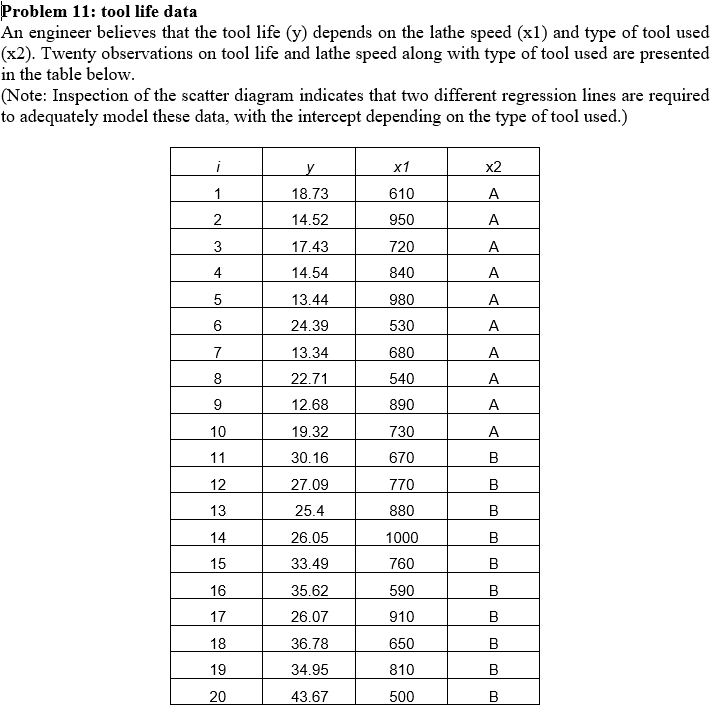 Problem 11: tool life data
An engineer believes that the tool life (y) depends on the lathe speed (x1) and type of tool used
(x2). Twenty observations on tool life and lathe speed along with type of tool used are presented
in the table below.
(Note: Inspection of the scatter diagram indicates that two different regression lines are required
to adequately model these data, with the intercept depending on the type of tool used.)
i y x1 x2
1 18.73 610 A
2 14.52 950 A
3 17.43 720 A
4 14.54 840 A
5 13.44 980 A
6 24.39 530 A
7 13.34 680 A
8 22.71 540 A
9 12.68 890 A
10 19.32 730 A
11 30.16 670 B
12 27.09 770 B
13 25.4 880 B
14 26.05 1000 B
15 33.49 760 B
16 35.62 590 B
17 26.07 910 B
18 36.78 650 B
19 34.95 810 B
20 43.67 500 B